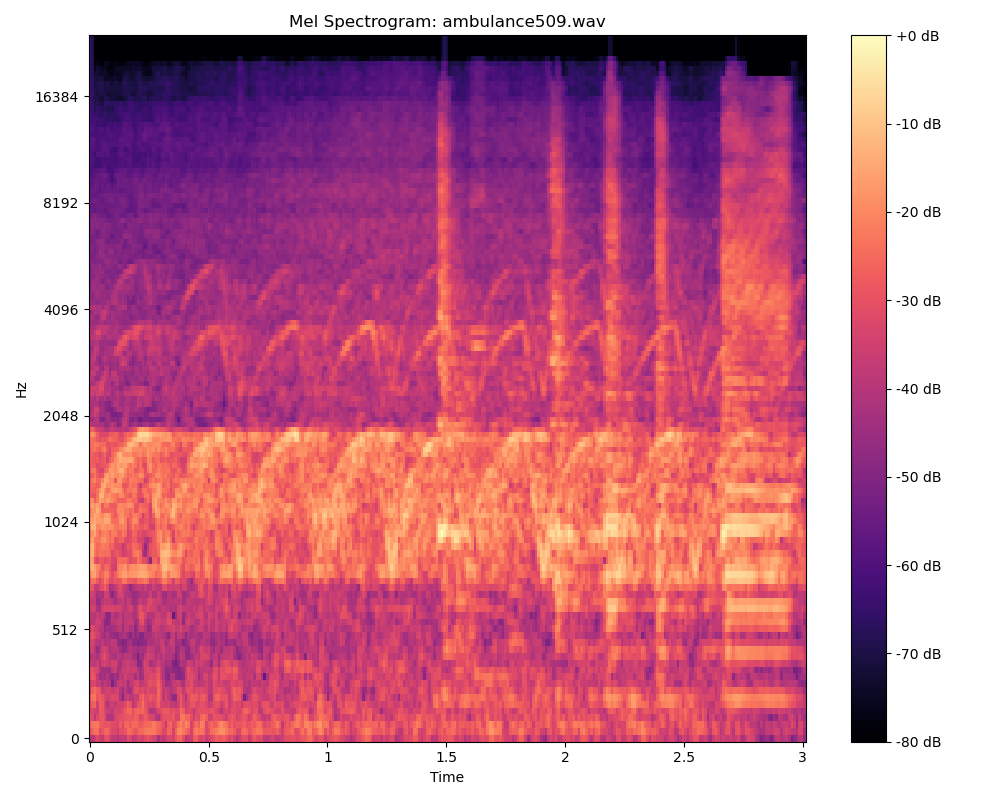 Mel Spectrogram: ambulance509.wav
+0 dB
16384
-10 dB
-20 dB
8192
-30 dB
4096
Hz
-40 dB
2048
-50 dB
1024
-60 dB
512
-70 dB
0
-80 dB
0 0.5 1 1.5 2 2.5 3
Time